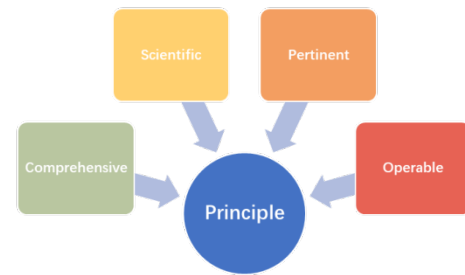 Scientific
Pertinent
Comprehensive
Operable
Principle